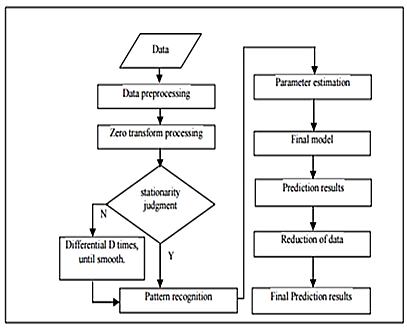 Data
Data preprocessing
Zero transform processing
stationarity
judgment
N
Y
Differential D times,
until smooth.
Pattern recognition
Parameter estimation
Final model
Prediction results
Reduction of data
Final Prediction results